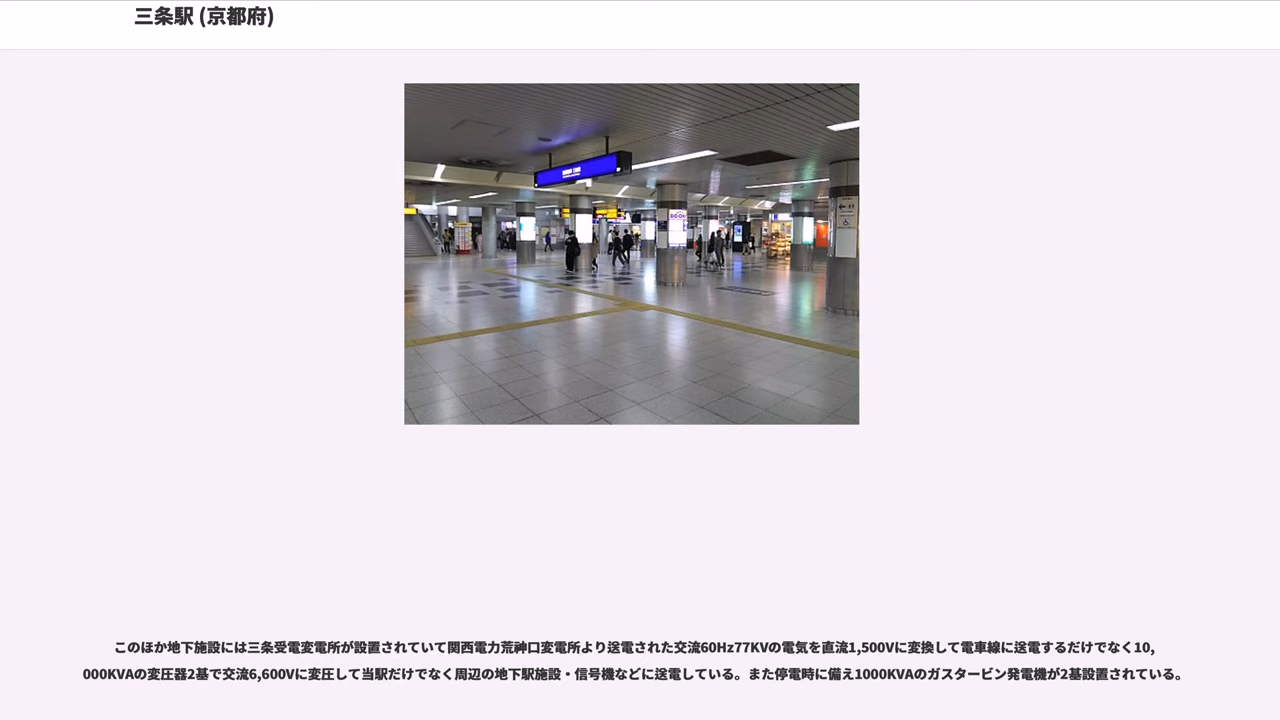 三条駅 (京都府)
このほか地下施設には三条受電変電所が設置されていて関西電力荒神口変電所より送電された交流60Hz77KVの電気を直流1,500Vに変換して電車線に送電するだけでなく10,
000KVAの変圧器2基で交流6,600Vに変圧して当駅だけでなく周辺の地下駅施設・信号機などに送電している。また停電時に備え1000KVAのガスタービン発電機が2基設置されている。